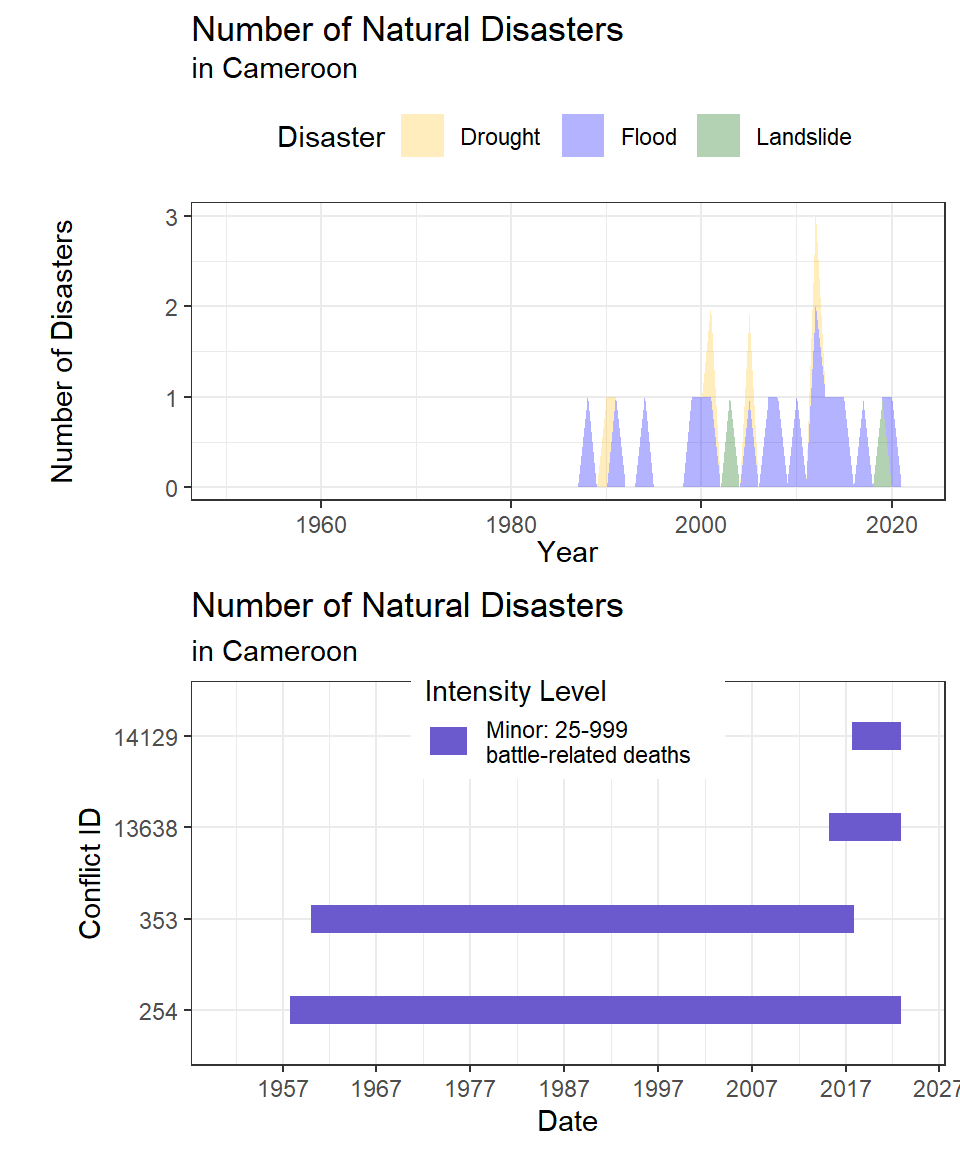 Number of Natural Disasters
in Cameroon
Disaster
Drought
Flood
Landslide
Number of Disasters
3
2
1
0
1960
1980
2000
2020
Year
Number of Natural Disasters
in Cameroon
Intensity Level
Minor: 25-999
battle-related deaths
Conflict ID
14129
13638
353
254
1957
1967
1977
1987
1997
2007
2017
2027
Date